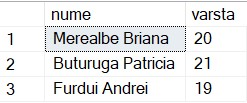 nume varsta
1 Merealbe Briana 20
2 Buturuga Patricia 21
3 Furdui Andrei 19